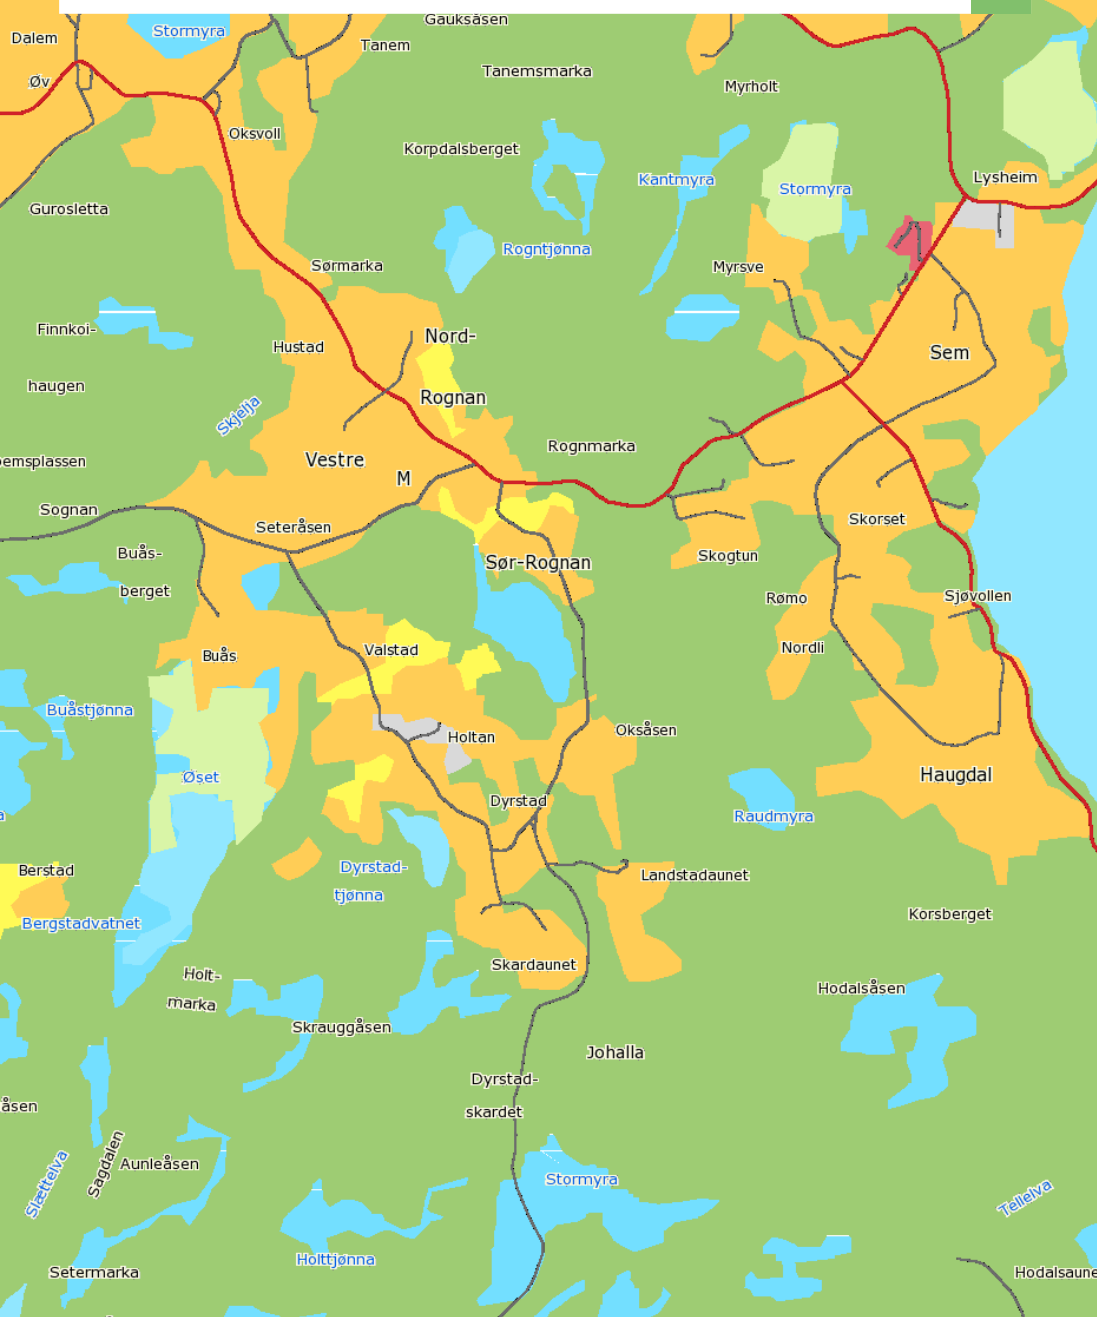 Gauksåsen
Stormyra
Dalem
Tanem
Tanemsmarka
Øv
Myrholt
Oksvoll
Korpdalsberget
Lysheim
Kantmyra
Stormyra
Gurosletta
Rogntjønna
Sørmarka
Myrsve
Finnkoi-
haugen
Nord-
Rognan
Hustad
Sem
Skjelja
Rognmarka
Vestre
M
oemsplassen
Sognan
Seteråsen
Skorset
Buås-
berget
Sør-Rognan
Skogtun
Rømo
Sjøvollen
Nordli
Valstad
Buås
Buåstjønna
Oksåsen
Holtan
Øset
Haugdal
Dyrstad
Raudmyra
Dyrstad-
tjønna
Berstad
Landstadaunet
Bergstadvatnet
Korsberget
Skardaunet
Holt-
marka
Hodalsåsen
Skrauggåsen
Johalla
Dyrstad-
skardet
åsen
Sagdalen
Aunleåsen
Slættelva
Stormyra
Tellelva
Holttjønna
Setermarka
Hodalsaune